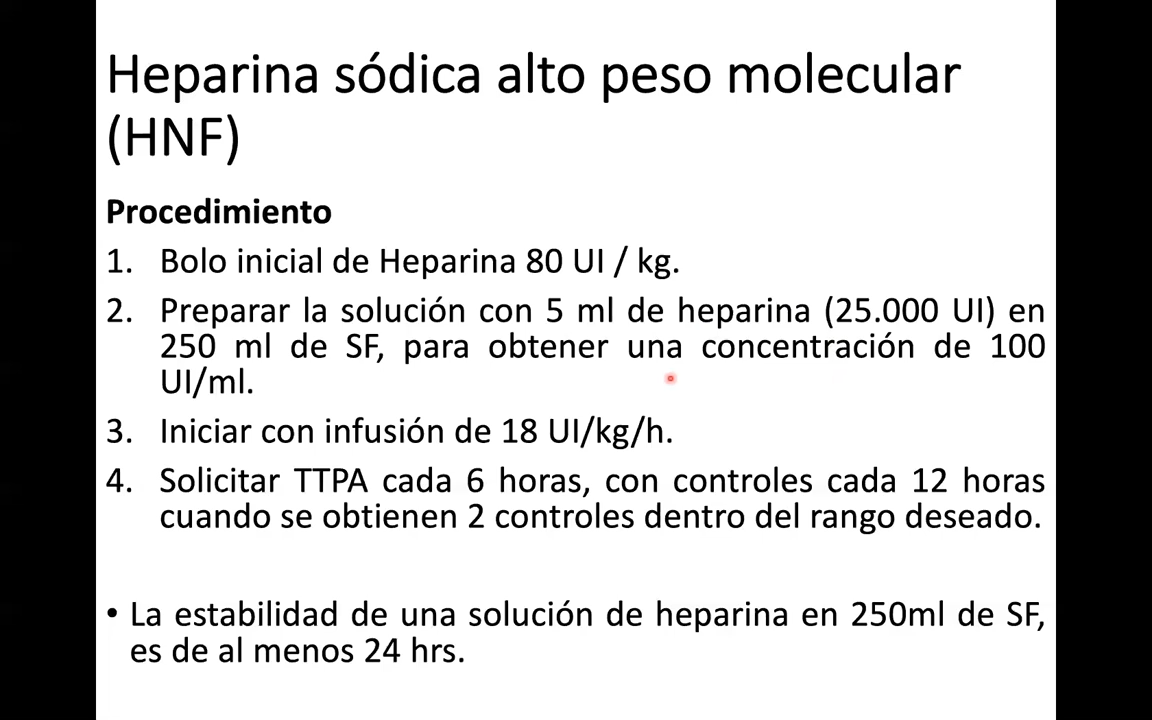 Heparina sódica alto peso molecular
(HNF)
Procedimiento
1. Bolo inicial de Heparina 80 UI / kg.
2. Preparar la solución con 5 ml de heparina (25.000 UI) en
250 ml de SF, para obtener una concentración de 100
UI/ml.
3. Iniciar con infusión de 18 UI/kg/h.
4. Solicitar TTPA cada 6 horas, con controles cada 12 horas
cuando se obtienen 2 controles dentro del rango deseado.
• La estabilidad de una solución de heparina en 250ml de SF,
es de al menos 24 hrs.